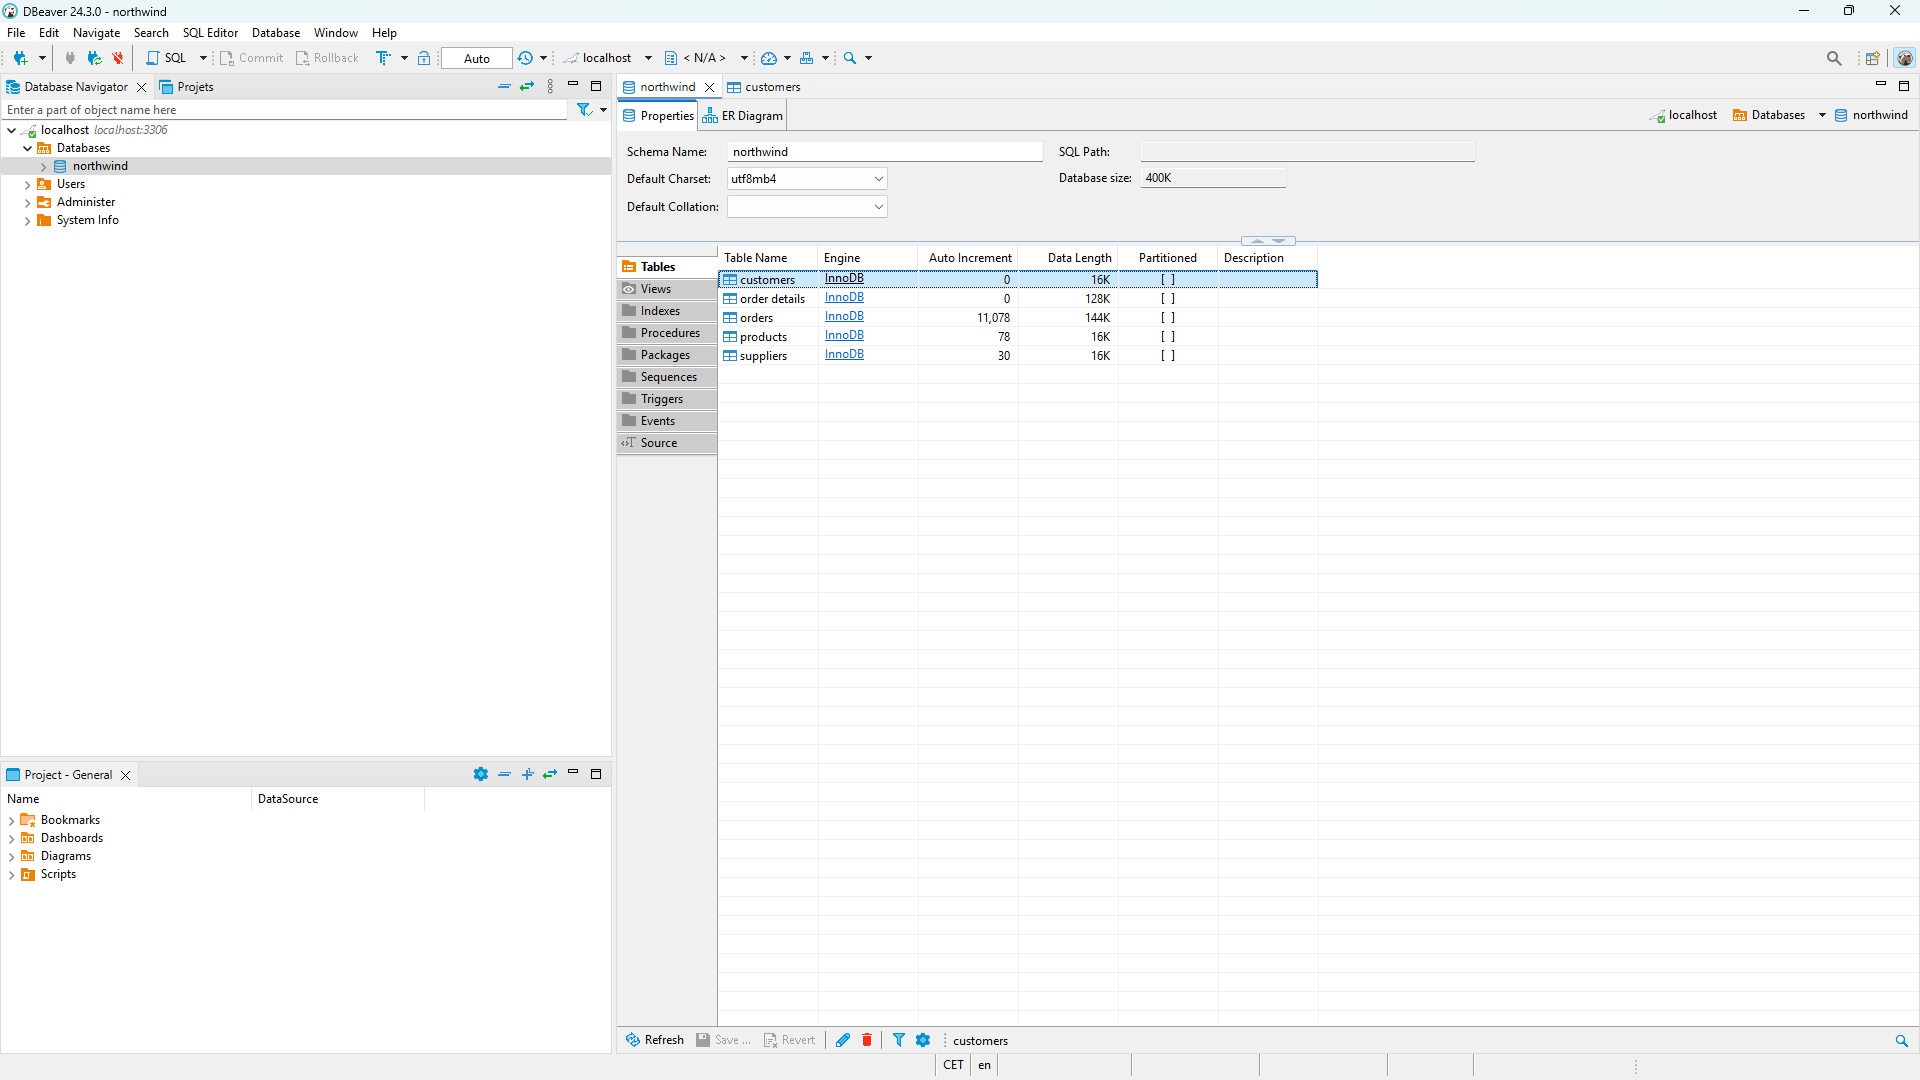 DBeaver 24.3.0 - northwind
File Edit Navigate Search SQL Editor Database Window Help
SQL Commit Rollback Auto localhost < N/A >
Database Navigator Projets
Enter a part of object name here
localhost localhost:3306
Databases
northwind
Users
Administer
System Info
Project - General
Name DataSource
Bookmarks
Dashboards
Diagrams
Scripts
northwind customers
Properties ER Diagram localhost Databases northwind
Schema Name: northwind SQL Path:
Default Charset: utf8mb4 Database size: 400K
Default Collation:
Tables
Views
Indexes
Procedures
Packages
Sequences
Triggers
Events
Source
Table Name Engine Auto Increment Data Length Partitioned Description
customers InnoDB 0 16K [ ]
order details InnoDB 0 128K [ ]
orders InnoDB 11,078 144K [ ]
products InnoDB 78 16K [ ]
suppliers InnoDB 30 16K [ ]
Refresh Save ... Revert customers
CET en